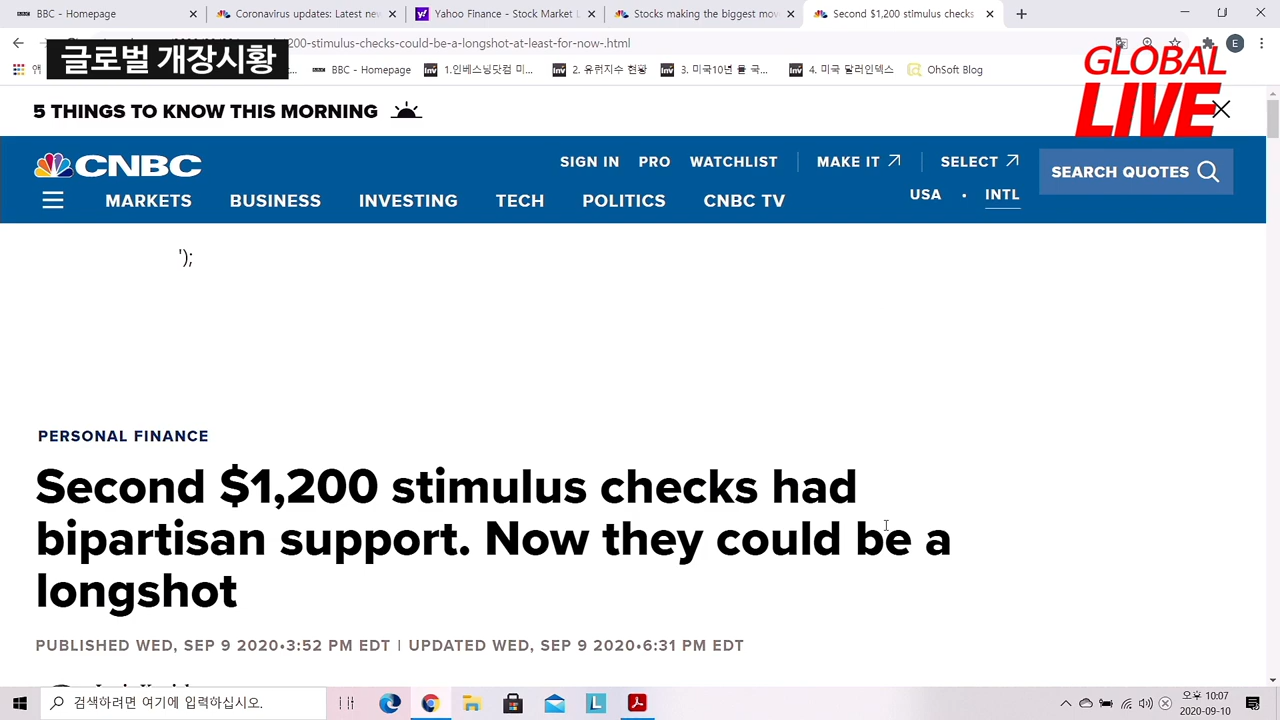 BBC - Homepage
Coronavirus updates: Latest new
Yahoo Finance - Stock Market L
Stocks making the biggest mov
Second $1,200 stimulus checks
200-stimulus-checks-could-be-a-longshot-at-least-for-now-.html
E
글로벌 개장시황
BBC - Homepage
1.인베스팅닷컴 미...
2. 유럽지수 현황
3. 미국10년 물 국...
4. 미국 달러인덱스
OhSoft Blog
GLOBAL
LIVE
5 THINGS TO KNOW THIS MORNING
CNBC
SIGN IN
PRO
WATCHLIST
MAKE IT
SELECT
SEARCH QUOTES
MARKETS
BUSINESS
INVESTING
TECH
POLITICS
CNBC TV
USA • INTL
');
PERSONAL FINANCE
Second $1,200 stimulus checks had
bipartisan support. Now they could be a
longshot
PUBLISHED WED, SEP 9 2020•3:52 PM EDT | UPDATED WED, SEP 9 2020•6:31 PM EDT
검색하려면 여기에 입력하십시오.
오후 10:07
2020-09-10